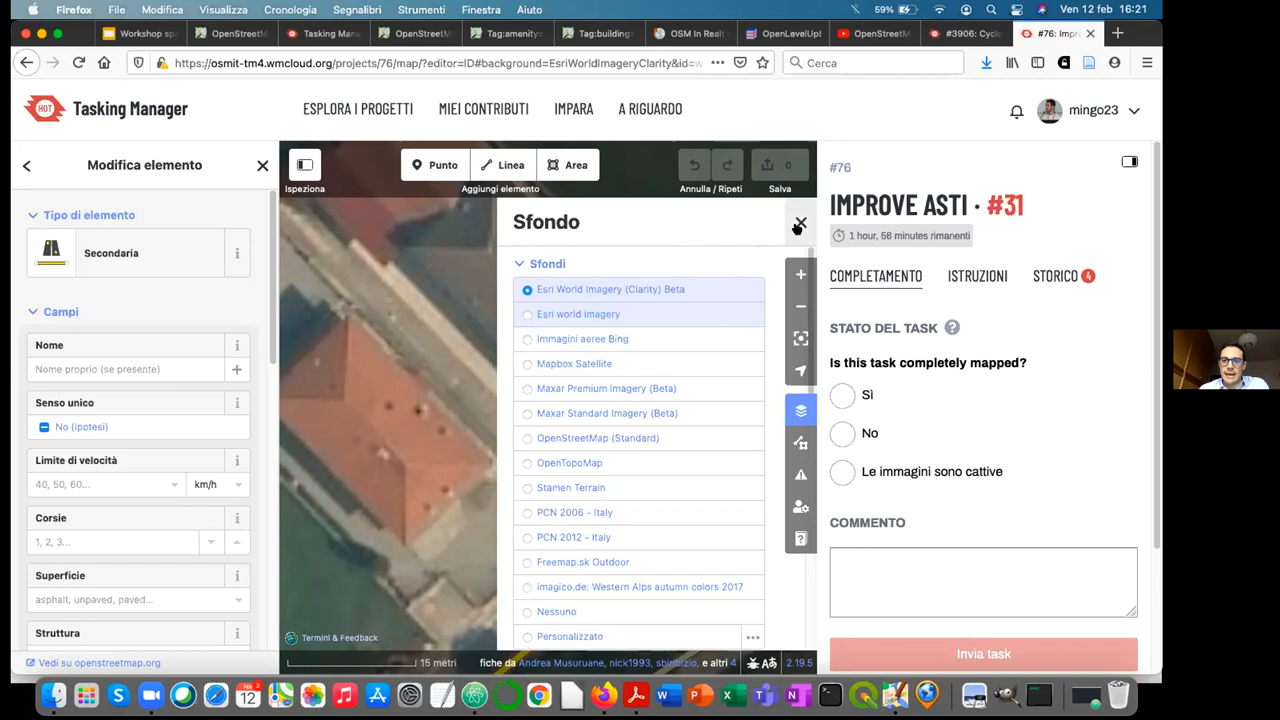 Firefox File Modifica Visualizza Cronologia Segnalibri Strumenti Finestra Aiuto 59% Ven 12 feb 16:21
Workshop sp OpenStreetM Tasking Mana OpenStreetM Tag:amenity= Tag:building= OSM In Realt OpenLevelUp! OpenStreetM #3906: Cyclo #76: Impro
https://osmit-tm4.wmcloud.org/projects/76/map/?editor=ID#background=EsriWorldImageryClarity&id=w Cerca
HOT Tasking Manager ESPLORA I PROGETTI MIEI CONTRIBUTI IMPARA A RIGUARDO mingo23
Modifica elemento
Tipo di elemento
Secondaria
Campi
Nome
Nome proprio (se presente)
Senso unico
No (ipotesi)
Limite di velocità
40, 50, 60... km/h
Corsie
1, 2, 3...
Superficie
asphalt, unpaved, paved...
Struttura
Vedi su openstreetmap.org
Punto Linea Area 0
Ispeziona Aggiungi elemento Annulla / Ripeti Salva
Sfondo
Sfondi
Esri World Imagery (Clarity) Beta
Esri world imagery
Immagini aeree Bing
Mapbox Satellite
Maxar Premium Imagery (Beta)
Maxar Standard Imagery (Beta)
OpenStreetMap (Standard)
OpenTopoMap
Stamen Terrain
PCN 2006 - Italy
PCN 2012 - Italy
Freemap.sk Outdoor
imagico.de: Western Alps autumn colors 2017
Nessuno
Personalizzato
Termini & Feedback
15 metri fiche da Andrea Musuruane, nick1993, sbiribizio, e altri 4 2.19.5
#76
IMPROVE ASTI · #31
1 hour, 56 minutes rimanenti
COMPLETAMENTO ISTRUZIONI STORICO 4
STATO DEL TASK ?
Is this task completely mapped?
Sì
No
Le immagini sono cattive
COMMENTO
Invia task